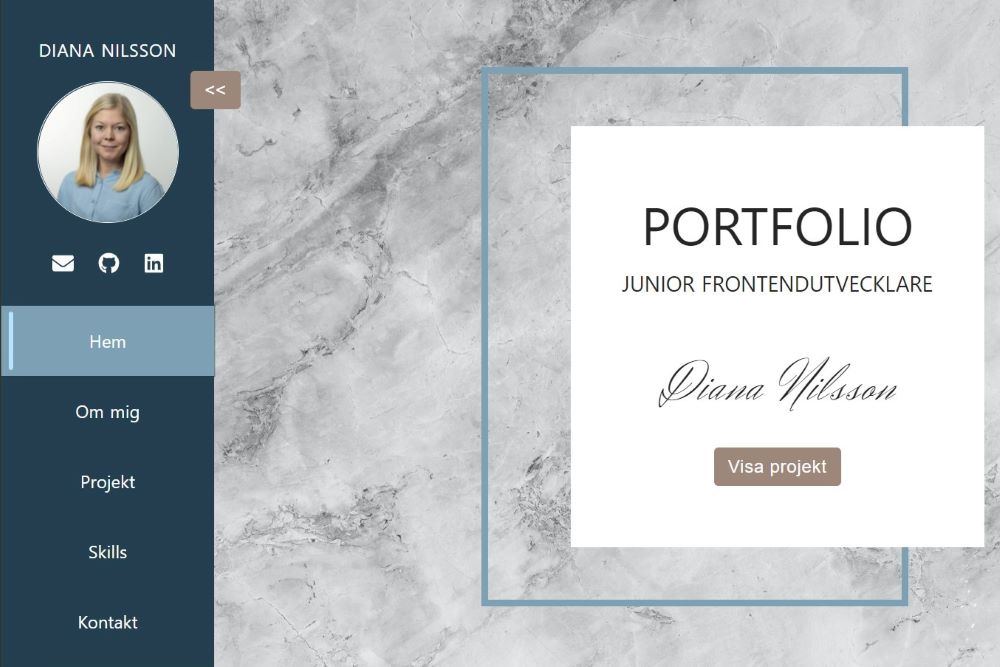 DIANA NILSSON
<<
Hem
Om mig
Projekt
Skills
Kontakt
PORTFOLIO
JUNIOR FRONTENDUTVECKLARE
Diana Nilsson
Visa projekt